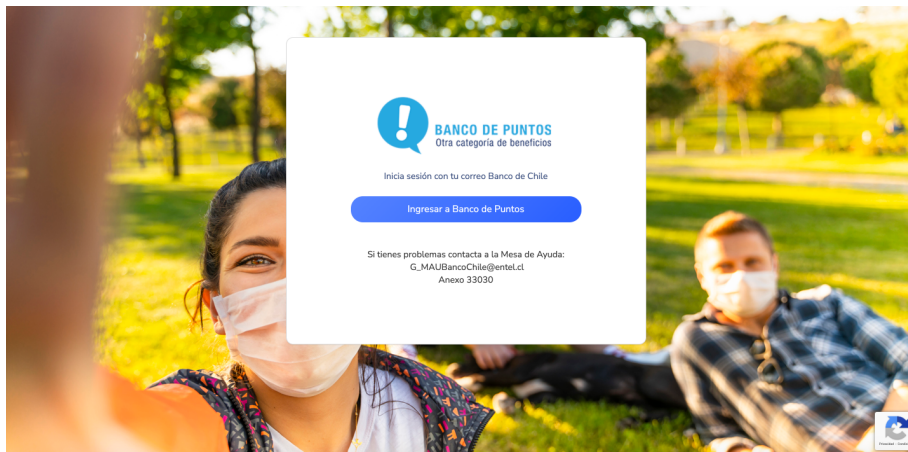 BANCO DE PUNTOS
Otra categoría de beneficios
Inicia sesión con tu correo Banco de Chile
Ingresar a Banco de Puntos
Si tienes problemas contacta a la Mesa de Ayuda:
G_MAUBancoChile@entel.cl
Anexo 33030